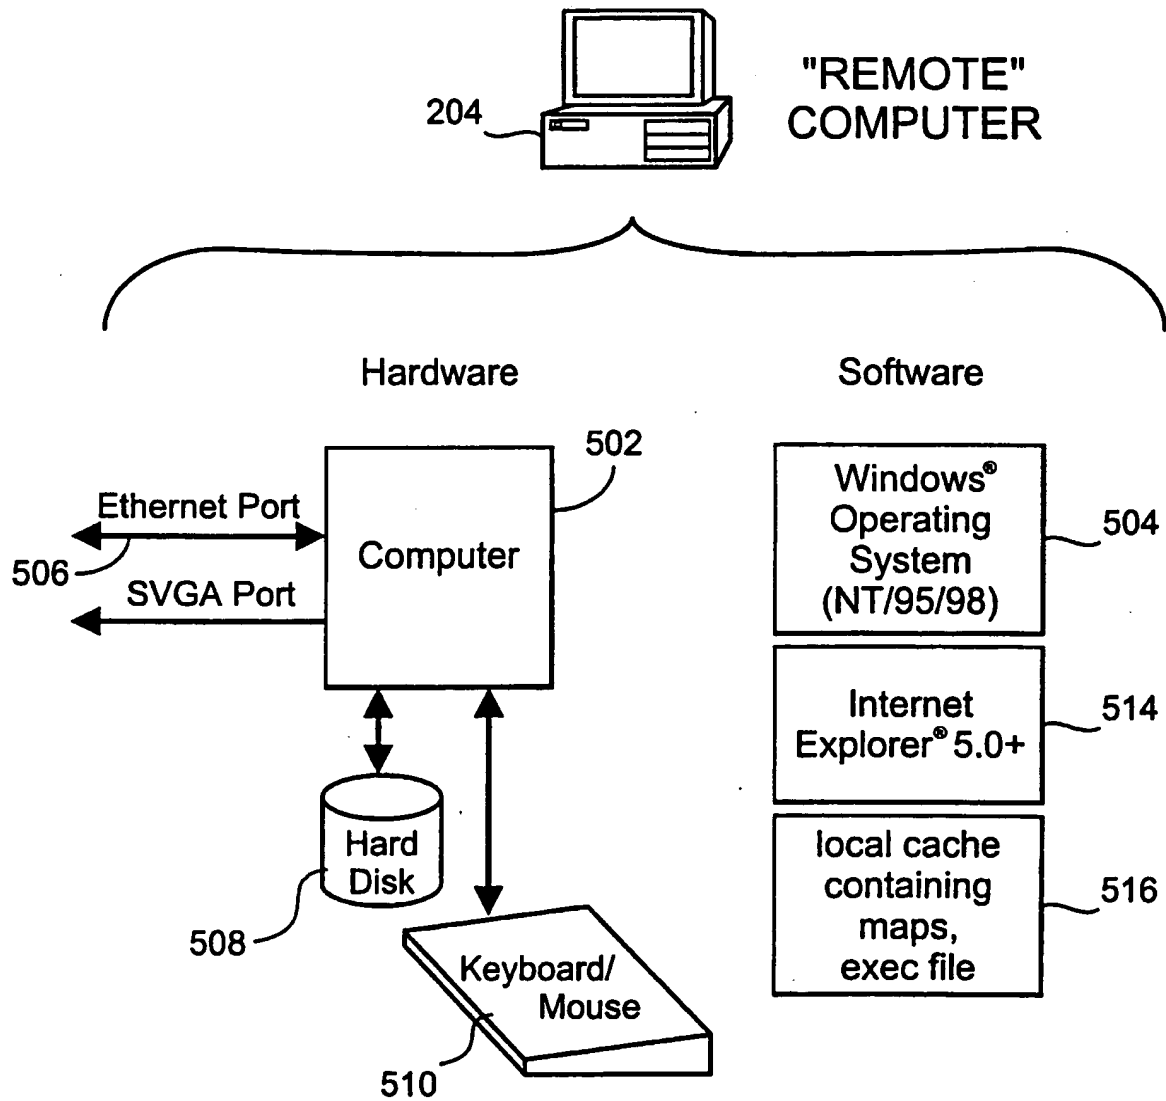 "REMOTE"
COMPUTER
204
Hardware
Software
502
Ethernet Port
506
Computer
SVGA Port
Windows®
Operating
System
(NT/95/98)
504
Internet
Explorer® 5.0+
514
Hard
Disk
508
local cache
containing
maps,
exec file
516
Keyboard/
Mouse
510